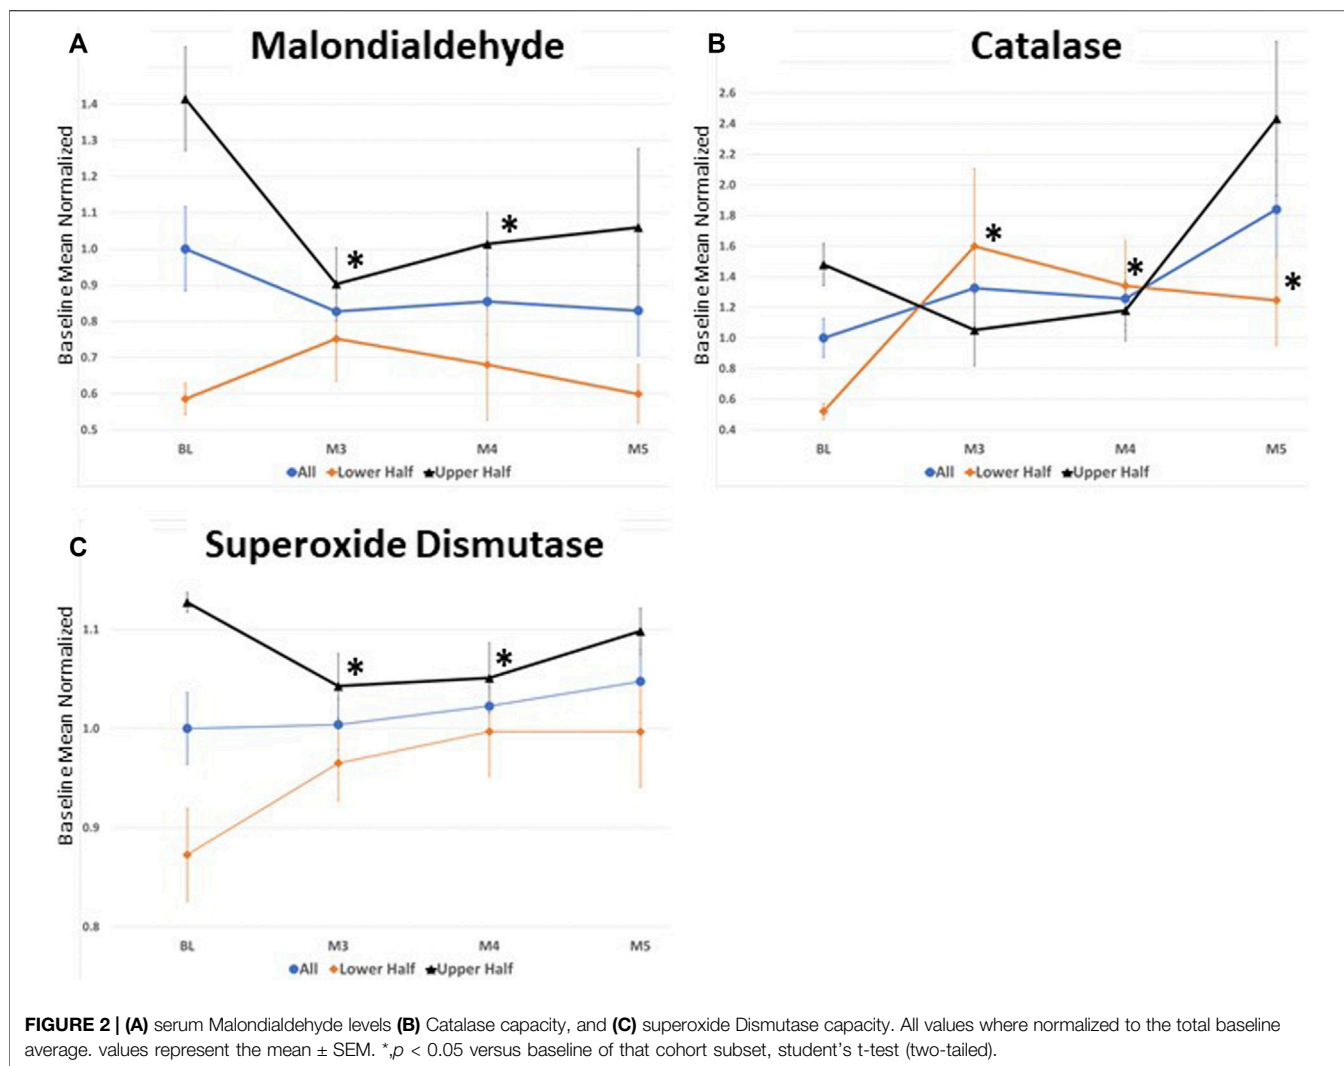 A
Malondialdehyde
Baseline Mean Normalized
1.4
1.3
1.2
1.1
1.0
0.9
0.8
0.7
0.6
0.5
*
*
BL M3 M4 M5
All Lower Half Upper Half
B
Catalase
Baseline Mean Normalized
2.6
2.4
2.2
2.0
1.8
1.6
1.4
1.2
1.0
0.8
0.6
0.4
*
*
*
BL M3 M4 M5
All Lower Half Upper Half
C
Superoxide Dismutase
Baseline Mean Normalized
1.1
1.0
0.9
0.8
*
*
BL M3 M4 M5
All Lower Half Upper Half
FIGURE 2 | (A) serum Malondialdehyde levels (B) Catalase capacity, and (C) superoxide Dismutase capacity. All values where normalized to the total baseline
average. values represent the mean ± SEM. *,p < 0.05 versus baseline of that cohort subset, student’s t-test (two-tailed).